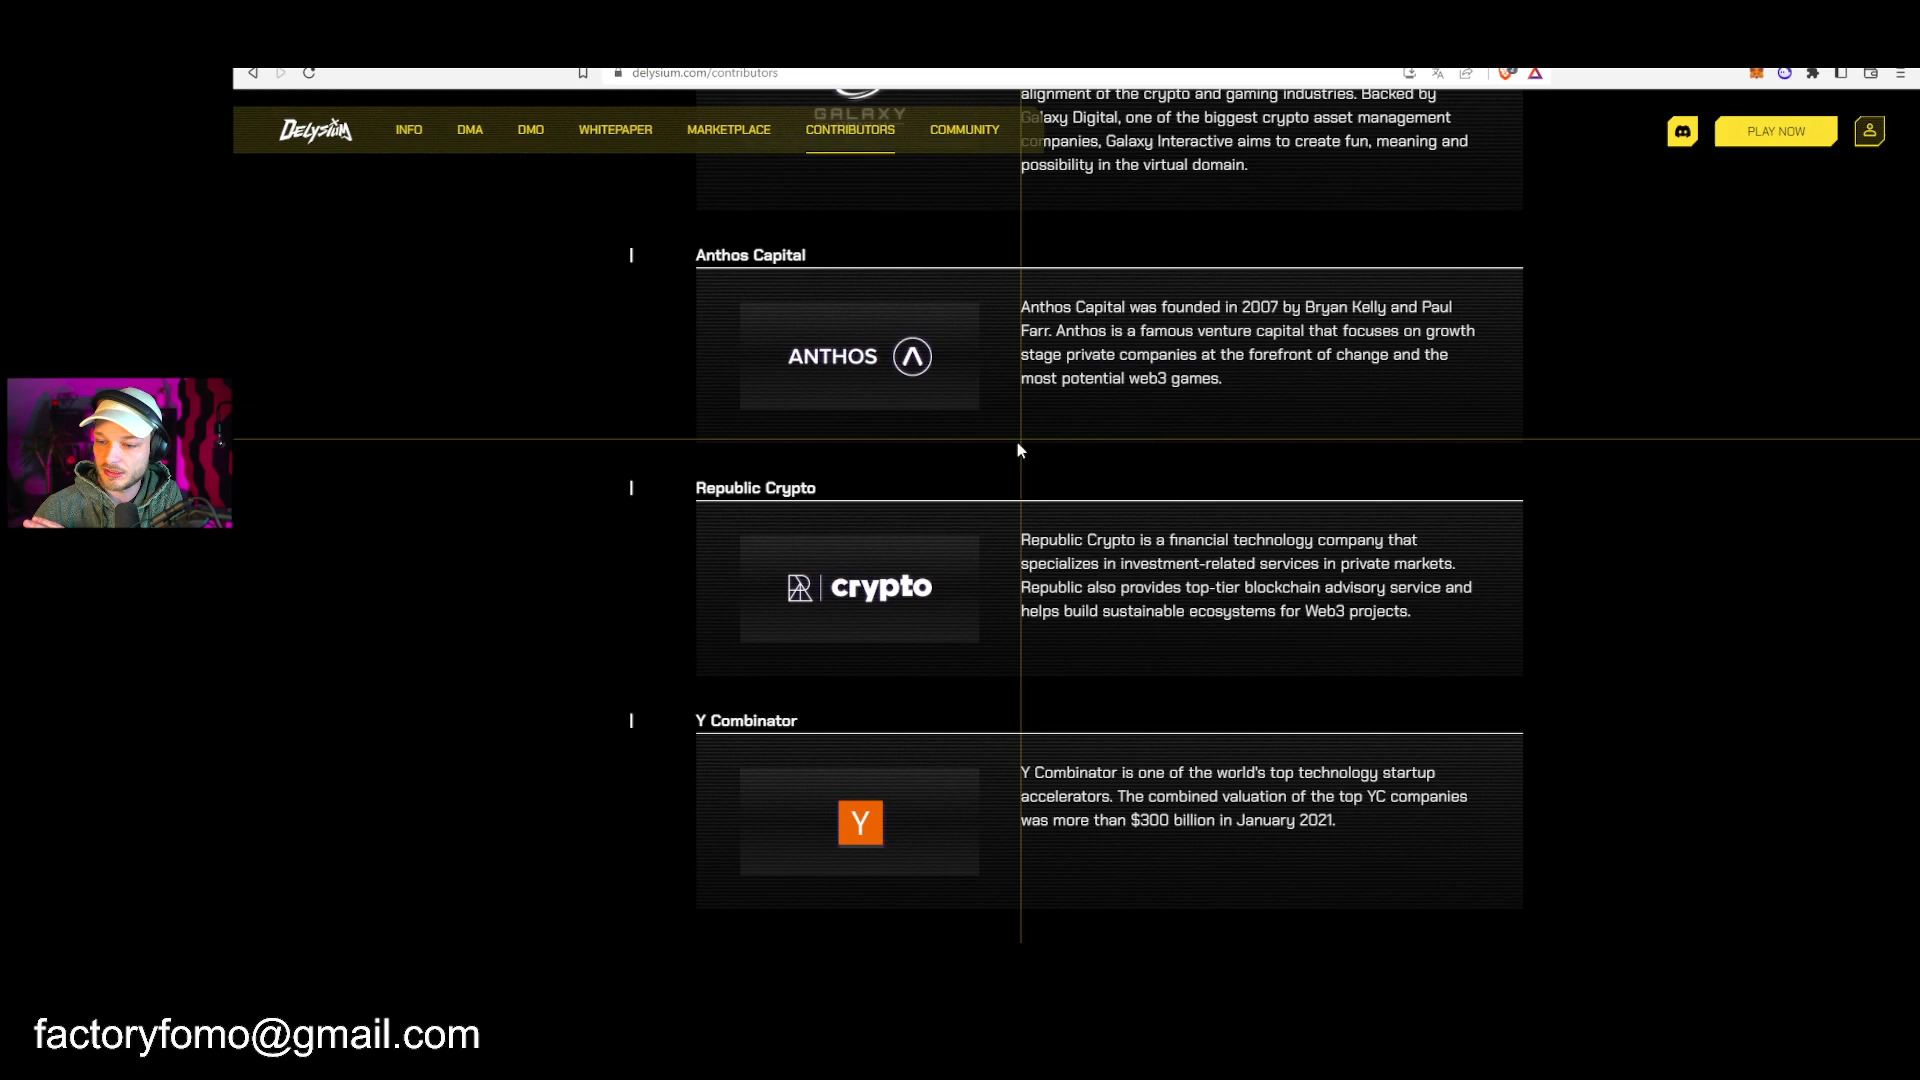 delysium.com/contributors
Delysium
INFO DMA DMO WHITEPAPER MARKETPLACE CONTRIBUTORS COMMUNITY
PLAY NOW
GALAXY
alignment of the crypto and gaming industries. Backed by
Galaxy Digital, one of the biggest crypto asset management
companies, Galaxy Interactive aims to create fun, meaning and
possibility in the virtual domain.
Anthos Capital
ANTHOS
Anthos Capital was founded in 2007 by Bryan Kelly and Paul
Farr. Anthos is a famous venture capital that focuses on growth
stage private companies at the forefront of change and the
most potential web3 games.
Republic Crypto
R | crypto
Republic Crypto is a financial technology company that
specializes in investment-related services in private markets.
Republic also provides top-tier blockchain advisory service and
helps build sustainable ecosystems for Web3 projects.
Y Combinator
Y
Y Combinator is one of the world's top technology startup
accelerators. The combined valuation of the top YC companies
was more than $300 billion in January 2021.
factoryfomo@gmail.com